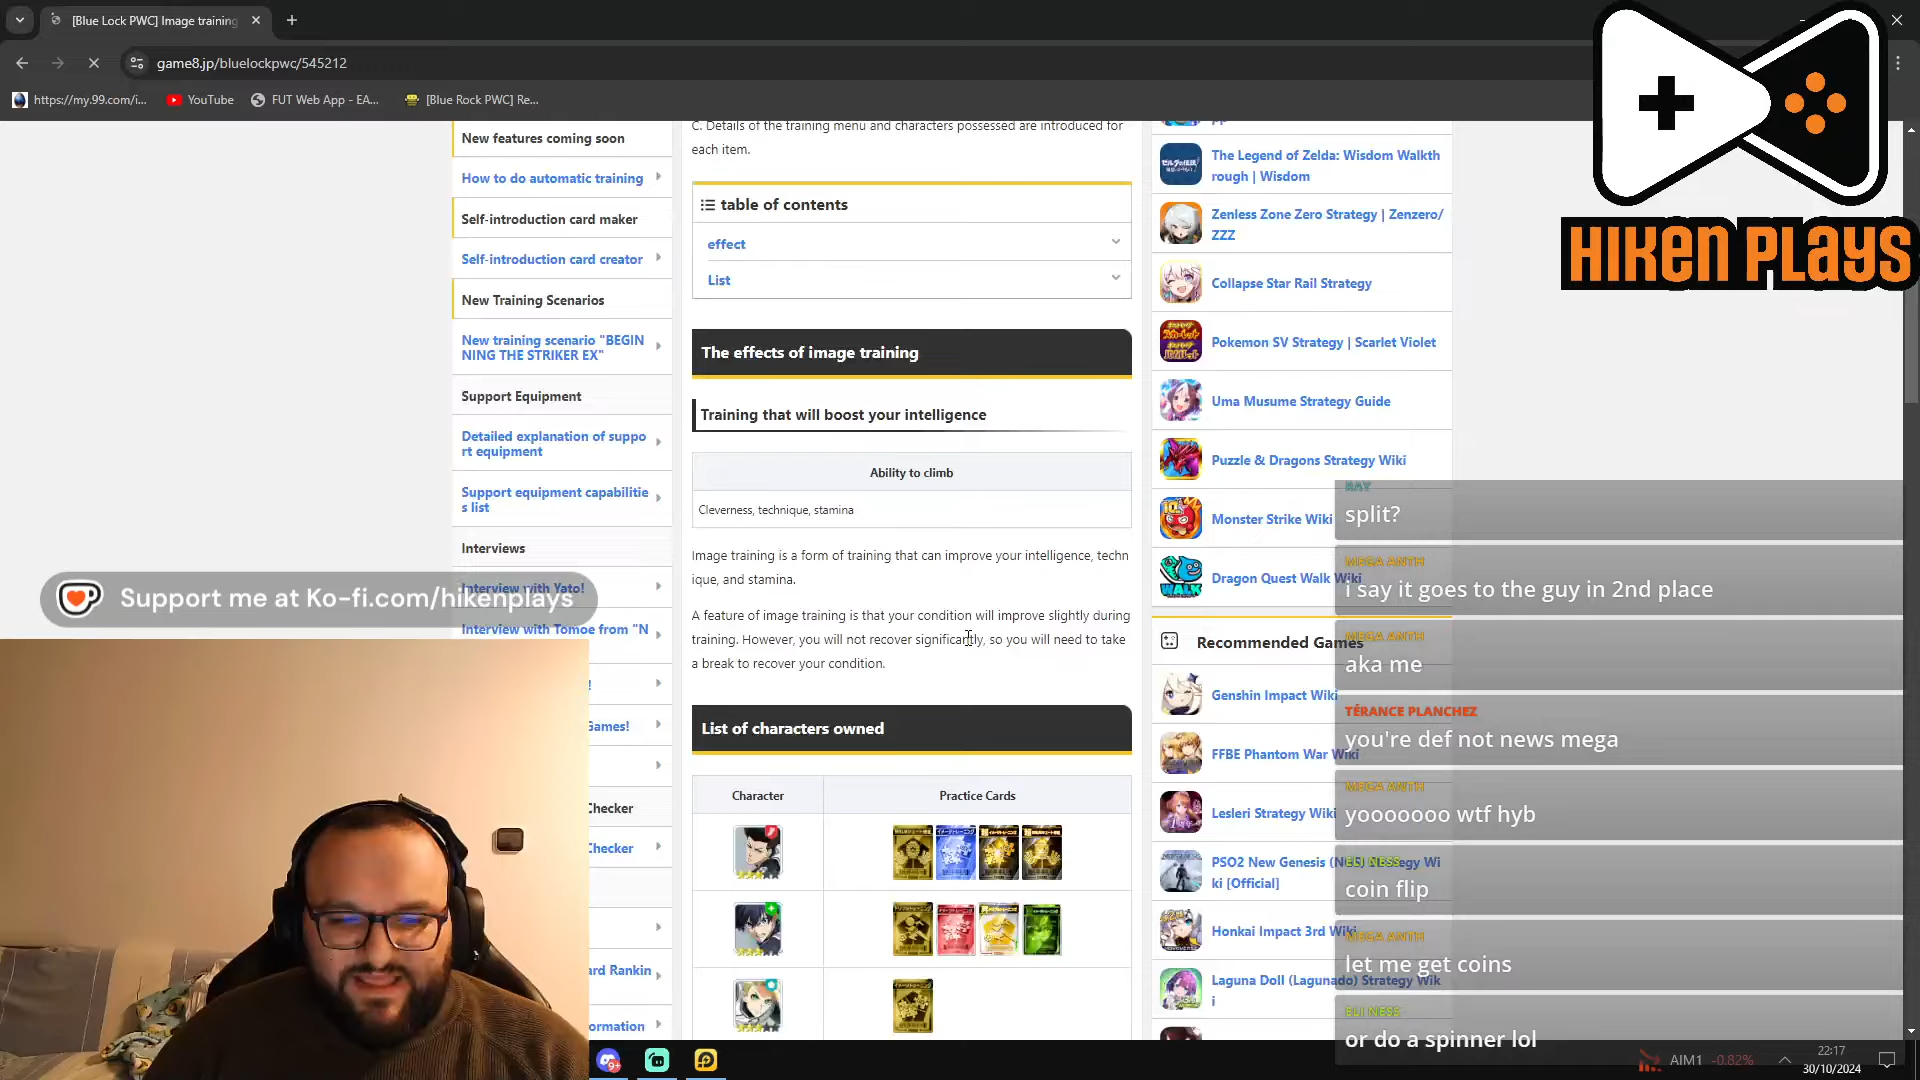 [Blue Lock PWC] Image training
game8.jp/bluelockpwc/545212
https://my.99.com/i...
YouTube
FUT Web App - EA...
[Blue Rock PWC] Re...
HIKEN PLAYS
New features coming soon
How to do automatic training
Self-introduction card maker
Self-introduction card creator
New Training Scenarios
New training scenario "BEGIN
NING THE STRIKER EX"
Support Equipment
Detailed explanation of suppo
rt equipment
Support equipment capabilitie
s list
Interviews
Interview with Yato!
Support me at Ko-fi.com/hikenplays
Interview with Tomoe from "N
!
Games!
Checker
Checker
ard Rankin
ormation
C. Details of the training menu and characters possessed are introduced for
each item.
table of contents
effect
List
The effects of image training
Training that will boost your intelligence
Ability to climb
Cleverness, technique, stamina
Image training is a form of training that can improve your intelligence, techn
ique, and stamina.
A feature of image training is that your condition will improve slightly during
training. However, you will not recover significantly, so you will need to take
a break to recover your condition.
List of characters owned
Character
Practice Cards
The Legend of Zelda: Wisdom Walkth
rough | Wisdom
Zenless Zone Zero Strategy | Zenzero/
ZZZ
Collapse Star Rail Strategy
Pokemon SV Strategy | Scarlet Violet
Uma Musume Strategy Guide
Puzzle & Dragons Strategy Wiki
Monster Strike Wiki
Dragon Quest Walk Wiki
Recommended Games
Genshin Impact Wiki
FFBE Phantom War Wiki
Lesleri Strategy Wiki
PSO2 New Genesis (NGS) Strategy Wi
ki [Official]
Honkai Impact 3rd Wiki
Laguna Doll (Lagunado) Strategy Wik
i
RAY
split?
MEGA ANTH
i say it goes to the guy in 2nd place
MEGA ANTH
aka me
TÉRANCE PLANCHEZ
you're def not news mega
MEGA ANTH
yoooooo wtf hyb
ELI NESS
coin flip
MEGA ANTH
let me get coins
ELI NESS
or do a spinner lol
9+
AIM1 -0.82%
22:17
30/10/2024